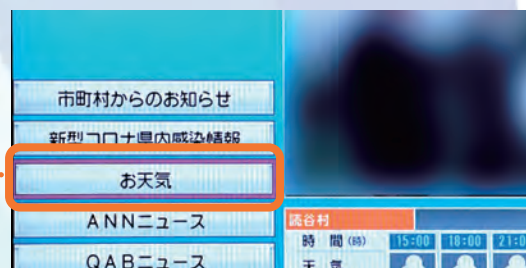 市町村からのお知らせ
新型コロナ県内感染情報
お天気
ANNニュース
QABニュース
読谷村
時 間 (時) 15:00 18:00 21:0
天 気